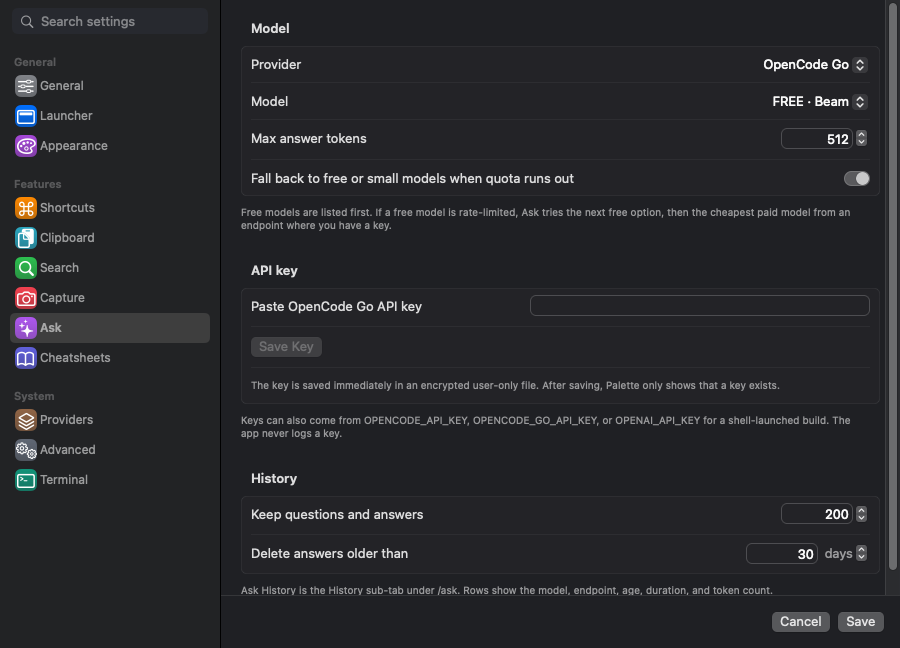 Search settings
General
General
Launcher
Appearance
Features
Shortcuts
Clipboard
Search
Capture
Ask
Cheatsheets
System
Providers
Advanced
Terminal
Model
Provider
OpenCode Go
Model
FREE · Beam
Max answer tokens
512
Fall back to free or small models when quota runs out
Free models are listed first. If a free model is rate-limited, Ask tries the next free option, then the cheapest paid model from an
endpoint where you have a key.
API key
Paste OpenCode Go API key
Save Key
The key is saved immediately in an encrypted user-only file. After saving, Palette only shows that a key exists.
Keys can also come from OPENCODE_API_KEY, OPENCODE_GO_API_KEY, or OPENAI_API_KEY for a shell-launched build. The
app never logs a key.
History
Keep questions and answers
200
Delete answers older than
30 days
Ask History is the History sub-tab under /ask. Rows show the model, endpoint, age, duration, and token count.
Cancel
Save